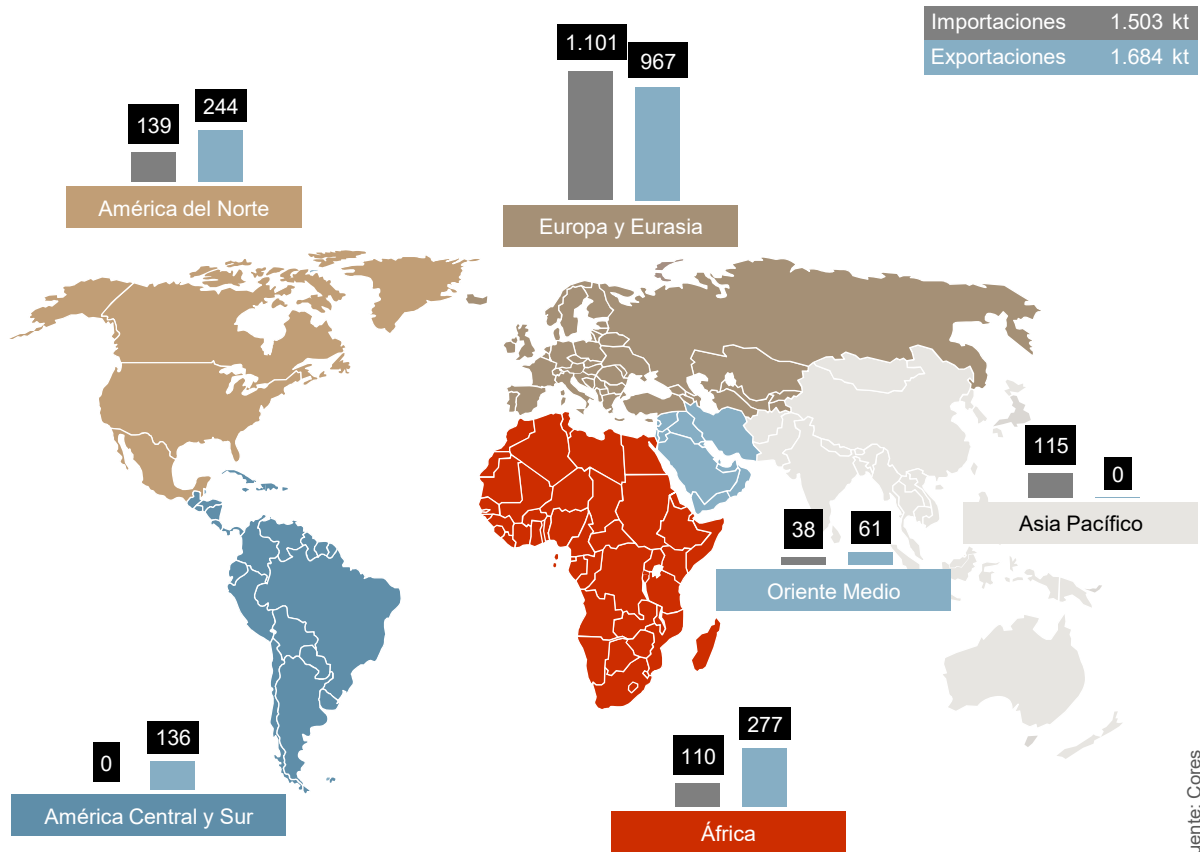 Importaciones 1.503 kt
Exportaciones 1.684 kt
1.101
967
Europa y Eurasia
139
244
América del Norte
115
0
Asia Pacífico
38
61
Oriente Medio
0
136
América Central y Sur
110
277
África
Cores